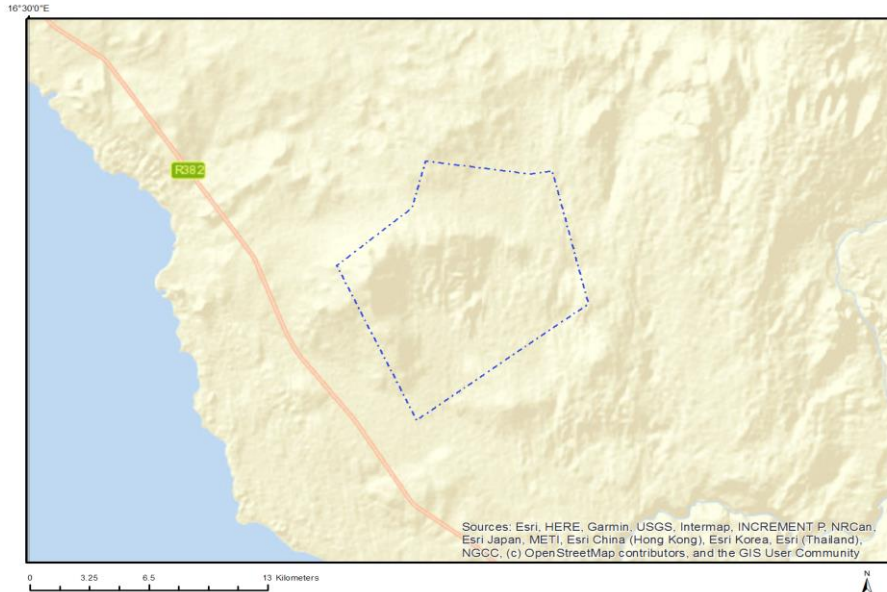 16°30'0"E
R382
Sources: Esri, HERE, Garmin, USGS, Intermap, INCREMENT P, NRCan,
Esri Japan, METI, Esri China (Hong Kong), Esri Korea, Esri (Thailand),
NGCC, (c) OpenStreetMap contributors, and the GIS User Community
0 3.25 6.5 13 Kilometers
N